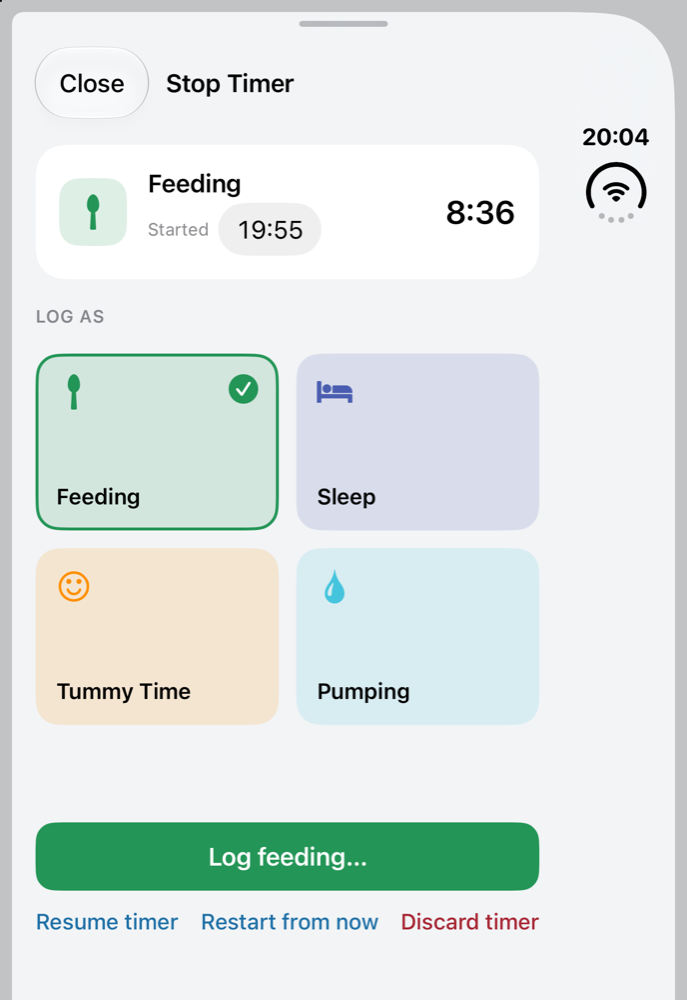 Close
Stop Timer
20:04
Feeding
Started 19:55
8:36
LOG AS
Feeding
Sleep
Tummy Time
Pumping
Log feeding...
Resume timer Restart from now Discard timer